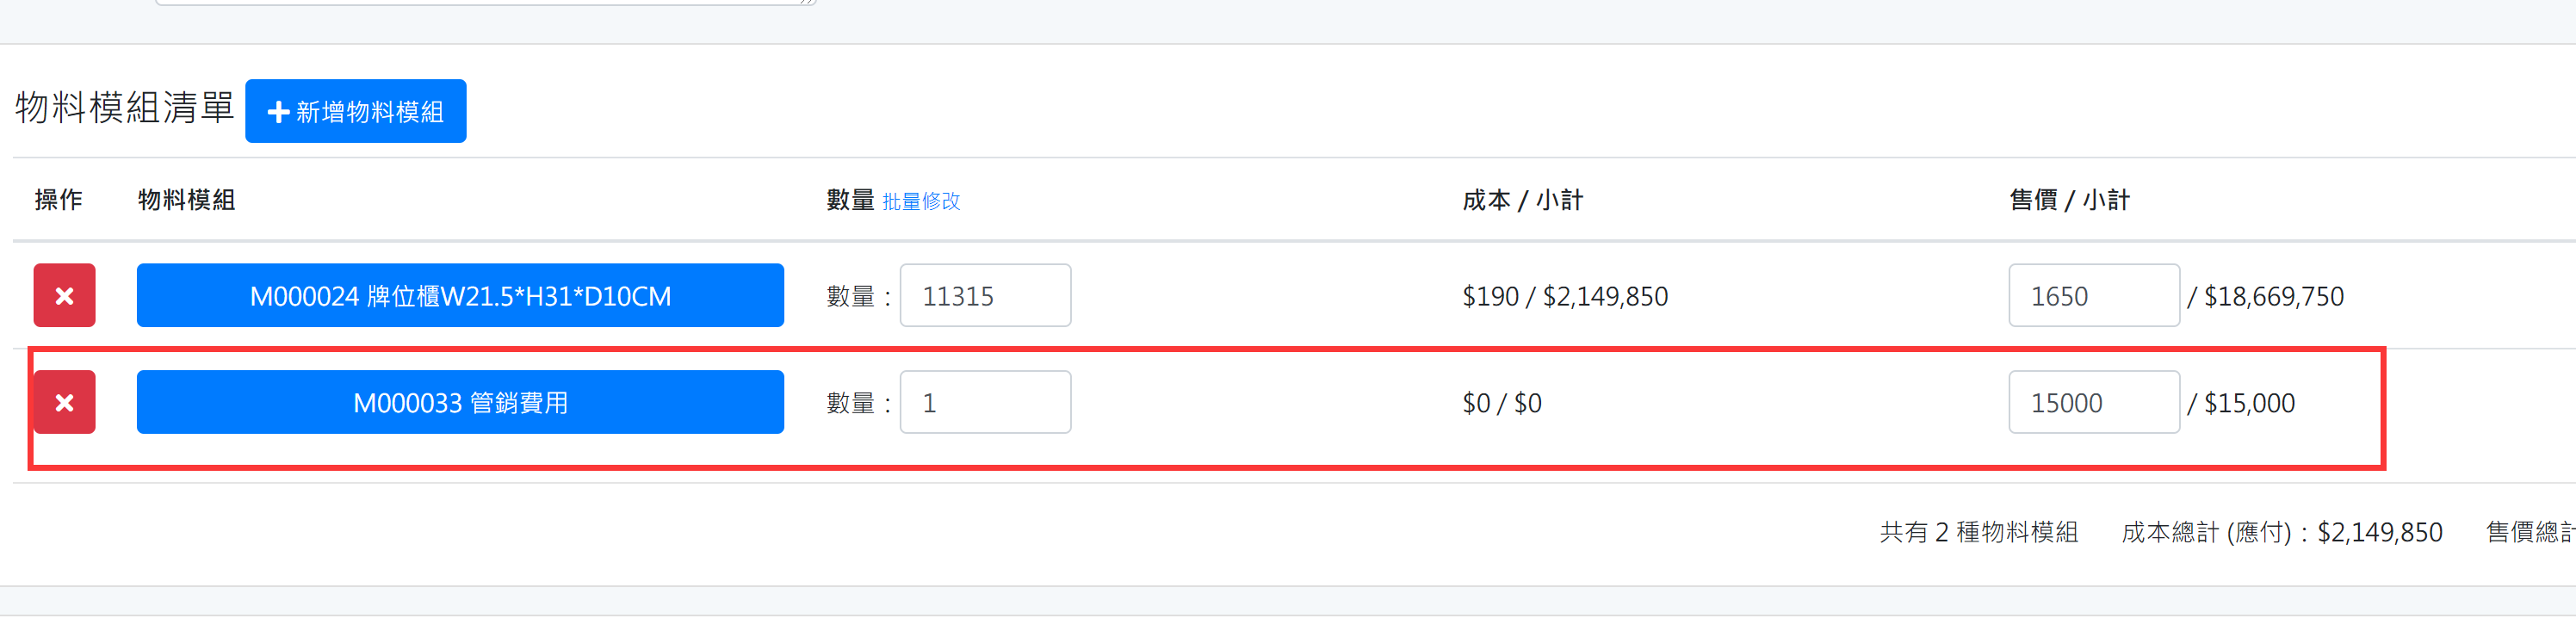 物料模組清單 新增物料模組
操作 物料模組 數量 批量修改 成本 / 小計 售價 / 小計
M000024 牌位櫃W21.5*H31*D10CM 數量： 11315 $190 / $2,149,850 1650 / $18,669,750
M000033 管銷費用 數量： 1 $0 / $0 15000 / $15,000
共有 2 種物料模組 成本總計 (應付)：$2,149,850 售價總計